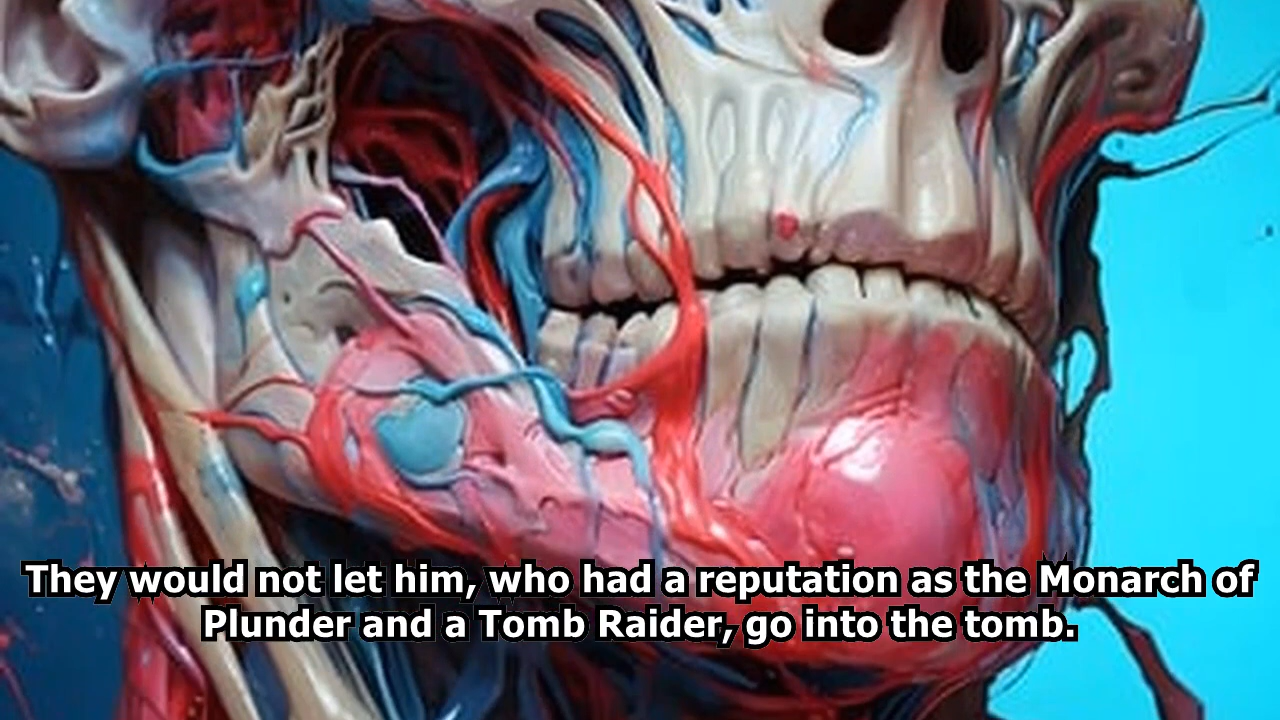 They would not let him, who had a reputation as the Monarch of
Plunder and a Tomb Raider, go into the tomb.